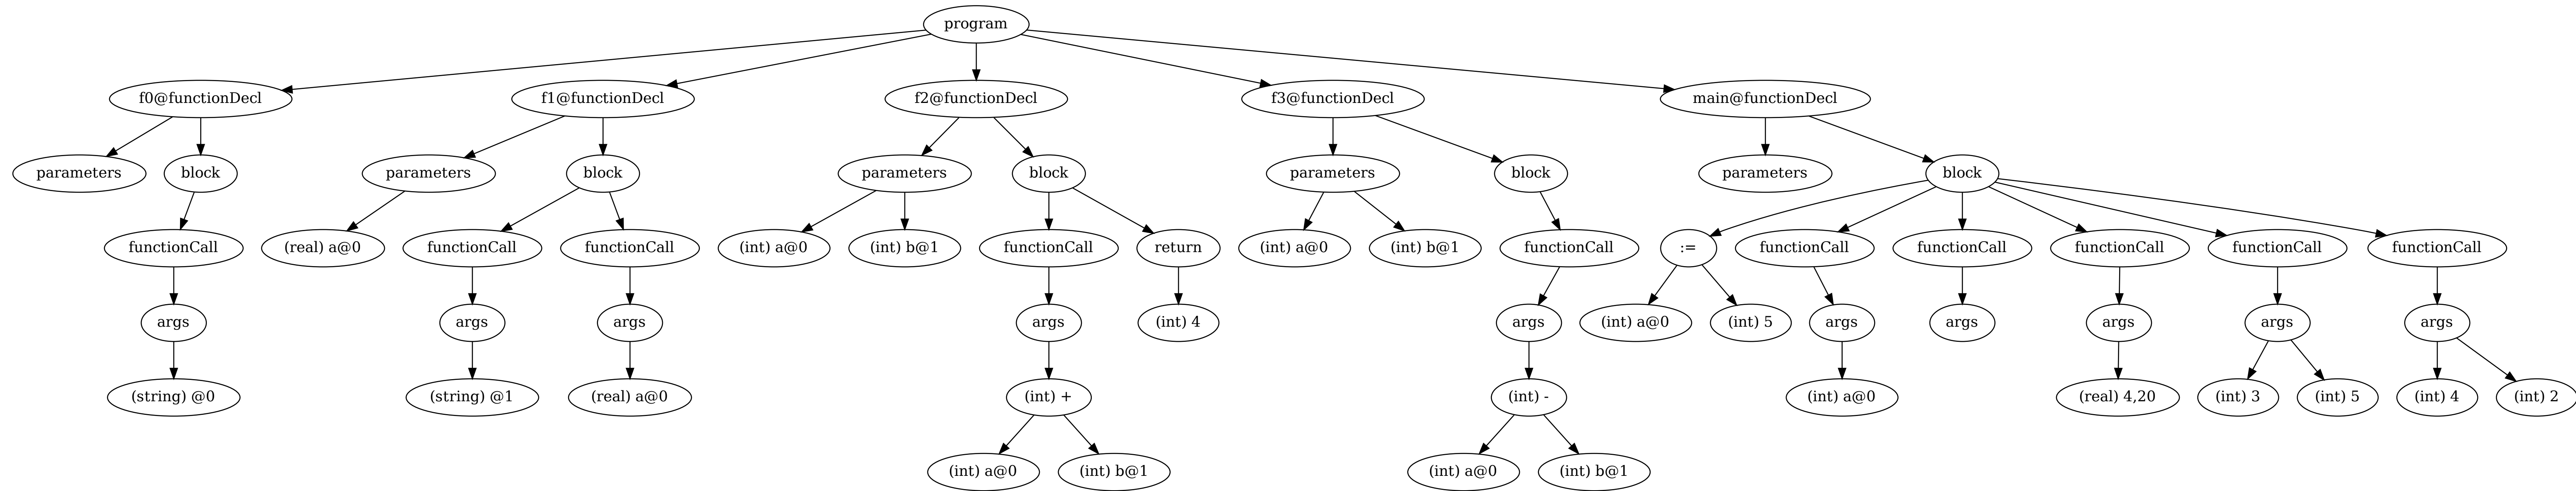 program
f0@functionDecl
f1@functionDecl
f2@functionDecl
f3@functionDecl
main@functionDecl
parameters
block
parameters
block
parameters
block
parameters
block
parameters
block
functionCall
(real) a@0
functionCall
functionCall
(int) a@0
(int) b@1
functionCall
return
(int) a@0
(int) b@1
functionCall
:=
functionCall
functionCall
functionCall
functionCall
functionCall
args
args
args
args
(int) 4
args
(int) a@0
(int) 5
args
args
args
args
args
(string) @0
(string) @1
(real) a@0
(int) +
(int) -
(int) a@0
(real) 4,20
(int) 3
(int) 5
(int) 4
(int) 2
(int) a@0
(int) b@1
(int) a@0
(int) b@1